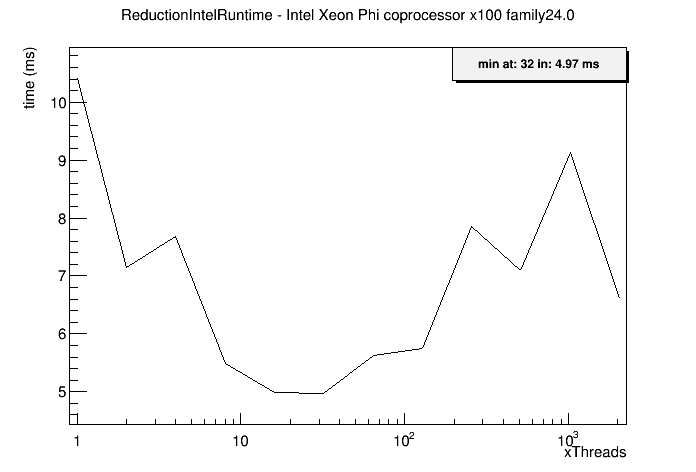 ReductionIntelRuntime - Intel Xeon Phi coprocessor x100 family24.0
time (ms)
min at: 32 in: 4.97 ms
10
9
8
7
6
5
1 10 10² 10³
xThreads